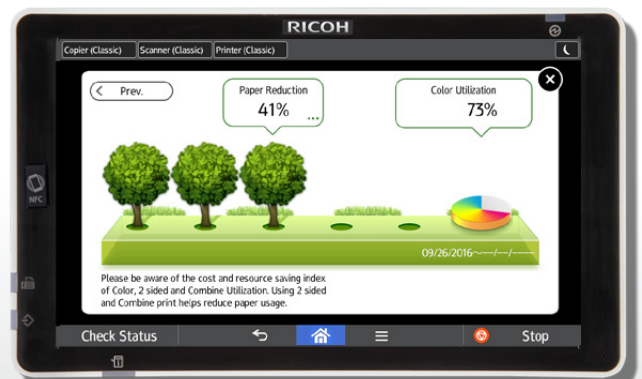 RICOH
Copier (Classic) Scanner (Classic) Printer (Classic)
Prev.
Paper Reduction
41%
...
Color Utilization
73%
09/26/2016~--/--/----
Please be aware of the cost and resource saving index
of Color, 2 sided and Combine Utilization. Using 2 sided
and Combine print helps reduce paper usage.
NFC
Check Status
Stop